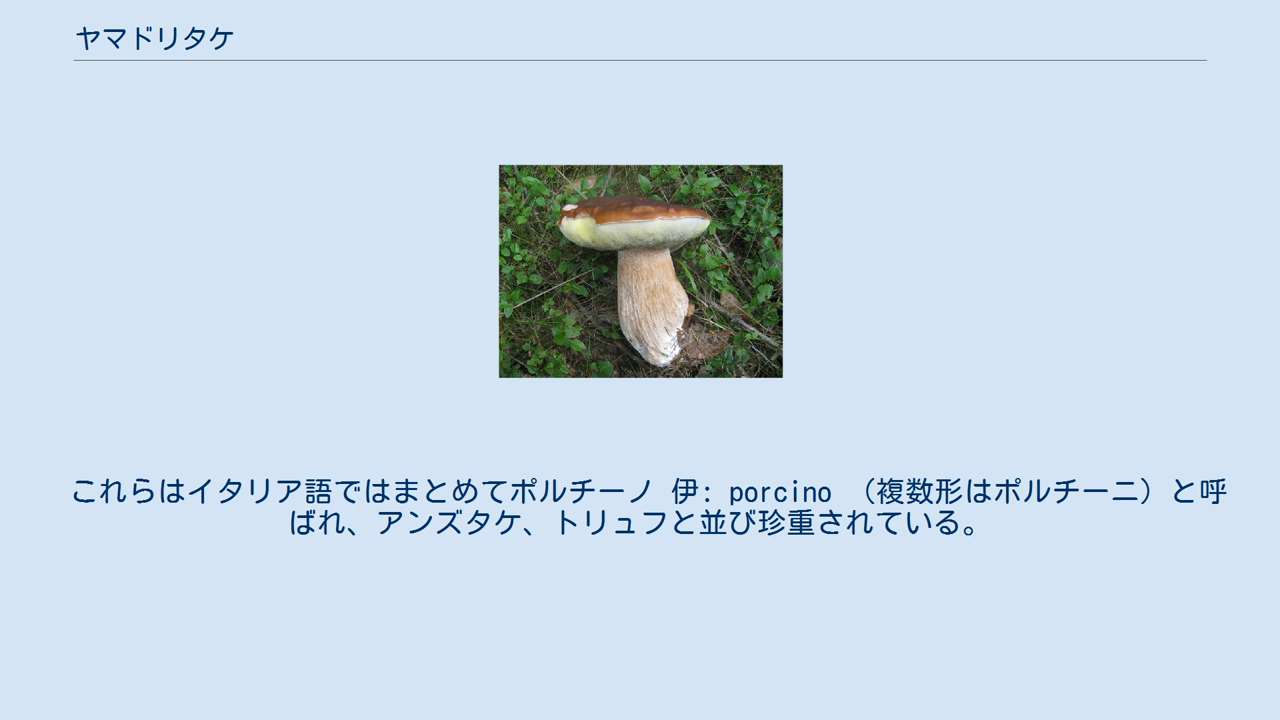 ヤマドリタケ
これらはイタリア語ではまとめてポルチーノ 伊: porcino （複数形はポルチーニ）と呼
ばれ、アンズタケ、トリュフと並び珍重されている。